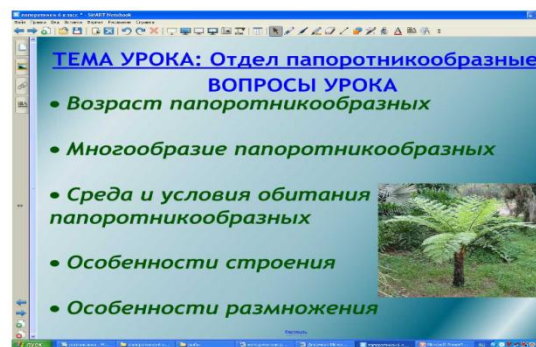 ТЕМА УРОКА: Отдел папоротникообразные
ВОПРОСЫ УРОКА
• Возраст папоротникообразных
• Многообразие папоротникообразных
• Среда и условия обитания
папоротникообразных
• Особенности строения
• Особенности размножения